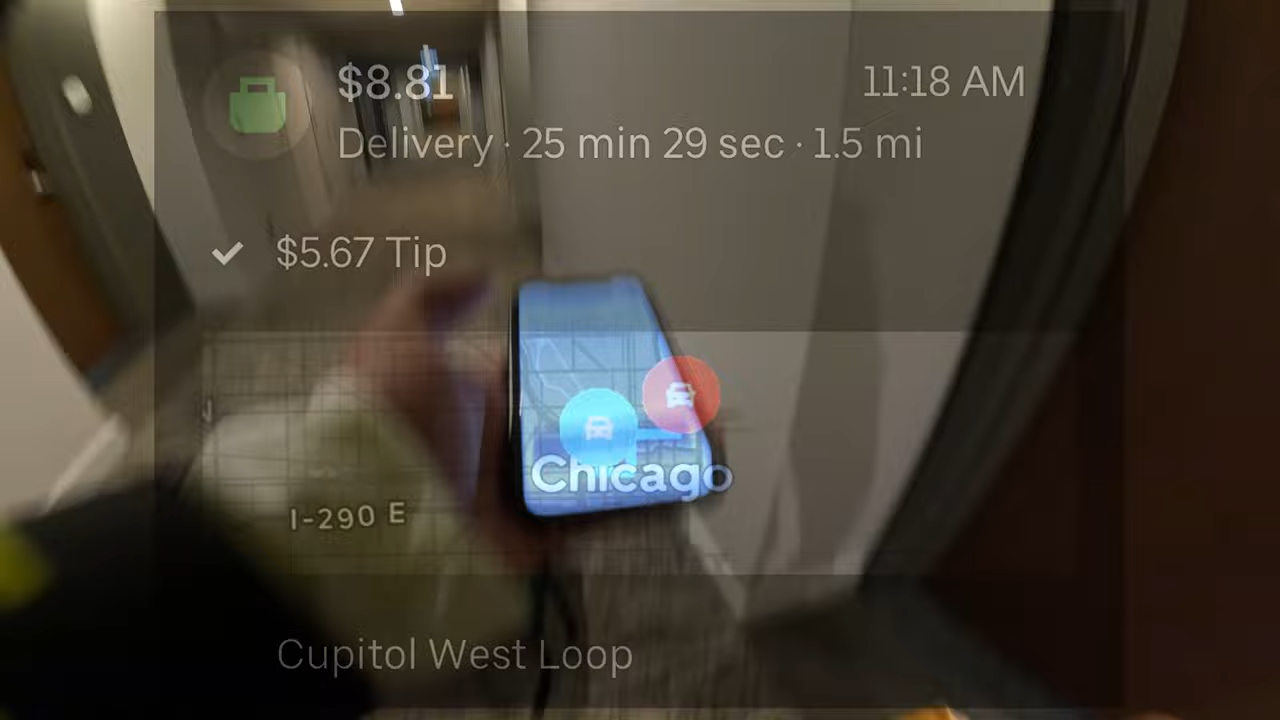 $8.81
11:18 AM
Delivery · 25 min 29 sec · 1.5 mi
$5.67 Tip
Chicago
I-290 E
Cupitol West Loop